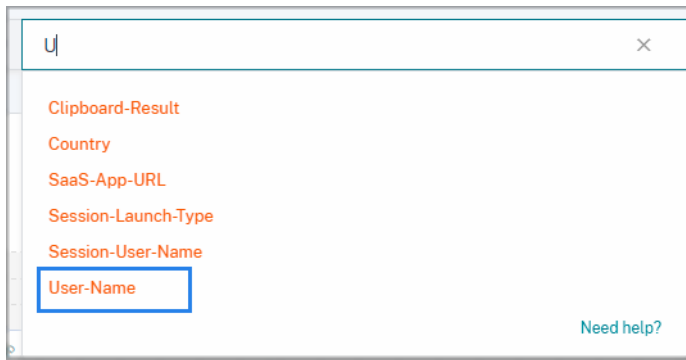 U
Clipboard-Result
Country
SaaS-App-URL
Session-Launch-Type
Session-User-Name
User-Name
Need help?